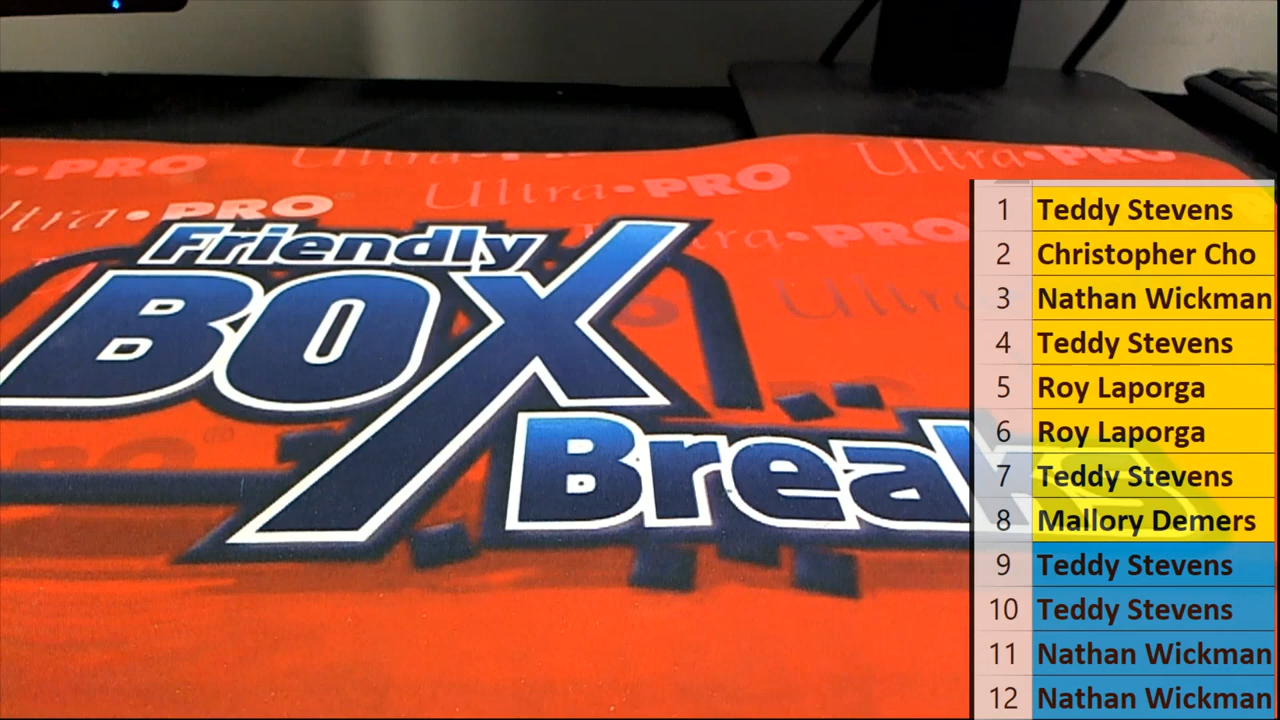 Ultra•PRO
Ultra•PRO
Ultra•PRO
Ultra•PRO
Friendly
BOX
Breaks
1 Teddy Stevens
2 Christopher Cho
3 Nathan Wickman
4 Teddy Stevens
5 Roy Laporga
6 Roy Laporga
7 Teddy Stevens
8 Mallory Demers
9 Teddy Stevens
10 Teddy Stevens
11 Nathan Wickman
12 Nathan Wickman